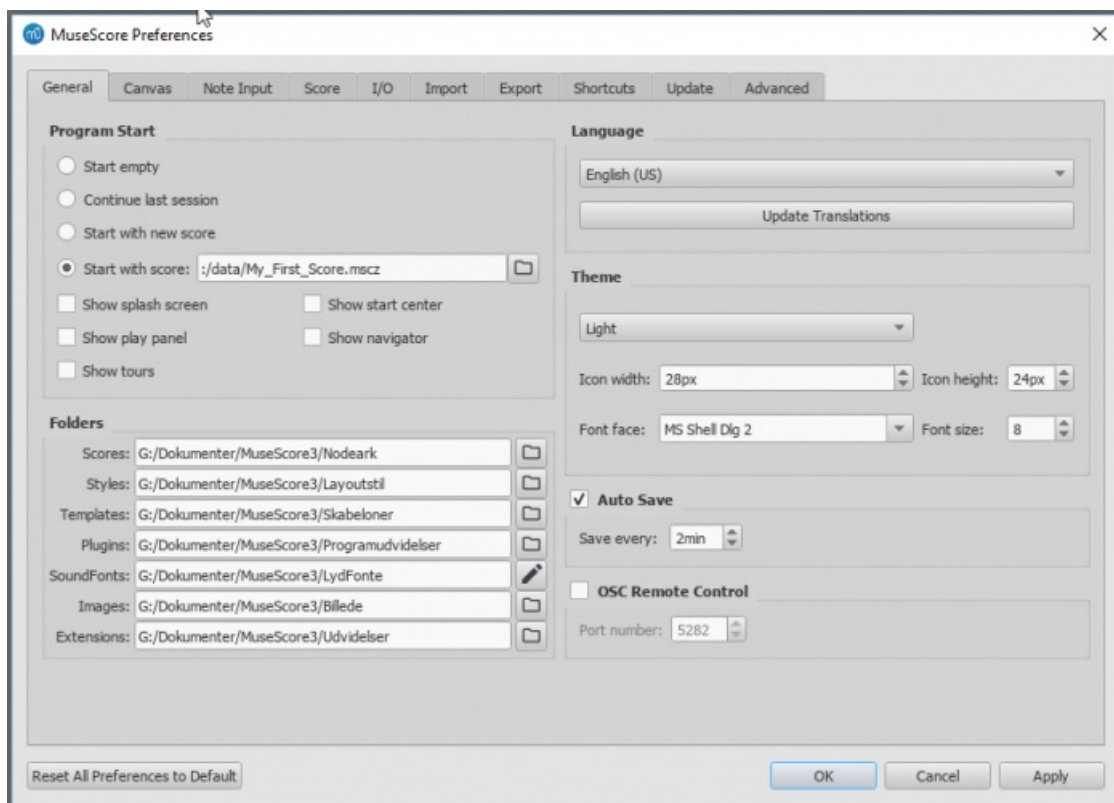 MuseScore Preferences
General Canvas Note Input Score I/O Import Export Shortcuts Update Advanced
Program Start
Start empty
Continue last session
Start with new score
Start with score: :/data/My_First_Score.mscz
Show splash screen Show start center
Show play panel Show navigator
Show tours
Folders
Scores: G:/Dokumenter/MuseScore3/Nodeark
Styles: G:/Dokumenter/MuseScore3/Layoutstil
Templates: G:/Dokumenter/MuseScore3/Skabeloner
Plugins: G:/Dokumenter/MuseScore3/Programudvidelser
SoundFonts: G:/Dokumenter/MuseScore3/LydFonte
Images: G:/Dokumenter/MuseScore3/Billede
Extensions: G:/Dokumenter/MuseScore3/Udvidelser
Language
English (US)
Update Translations
Theme
Light
Icon width: 28px Icon height: 24px
Font face: MS Shell Dlg 2 Font size: 8
Auto Save
Save every: 2min
OSC Remote Control
Port number: 5282
Reset All Preferences to Default OK Cancel Apply